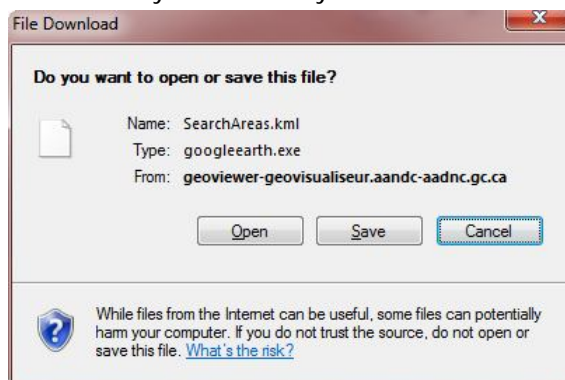 File Download
Do you want to open or save this file?
Name: SearchAreas.kml
Type: googleearth.exe
From: geoviewer-geovisualiseur.aandc-aadnc.gc.ca
Open Save Cancel
While files from the Internet can be useful, some files can potentially
harm your computer. If you do not trust the source, do not open or
save this file. What's the risk?